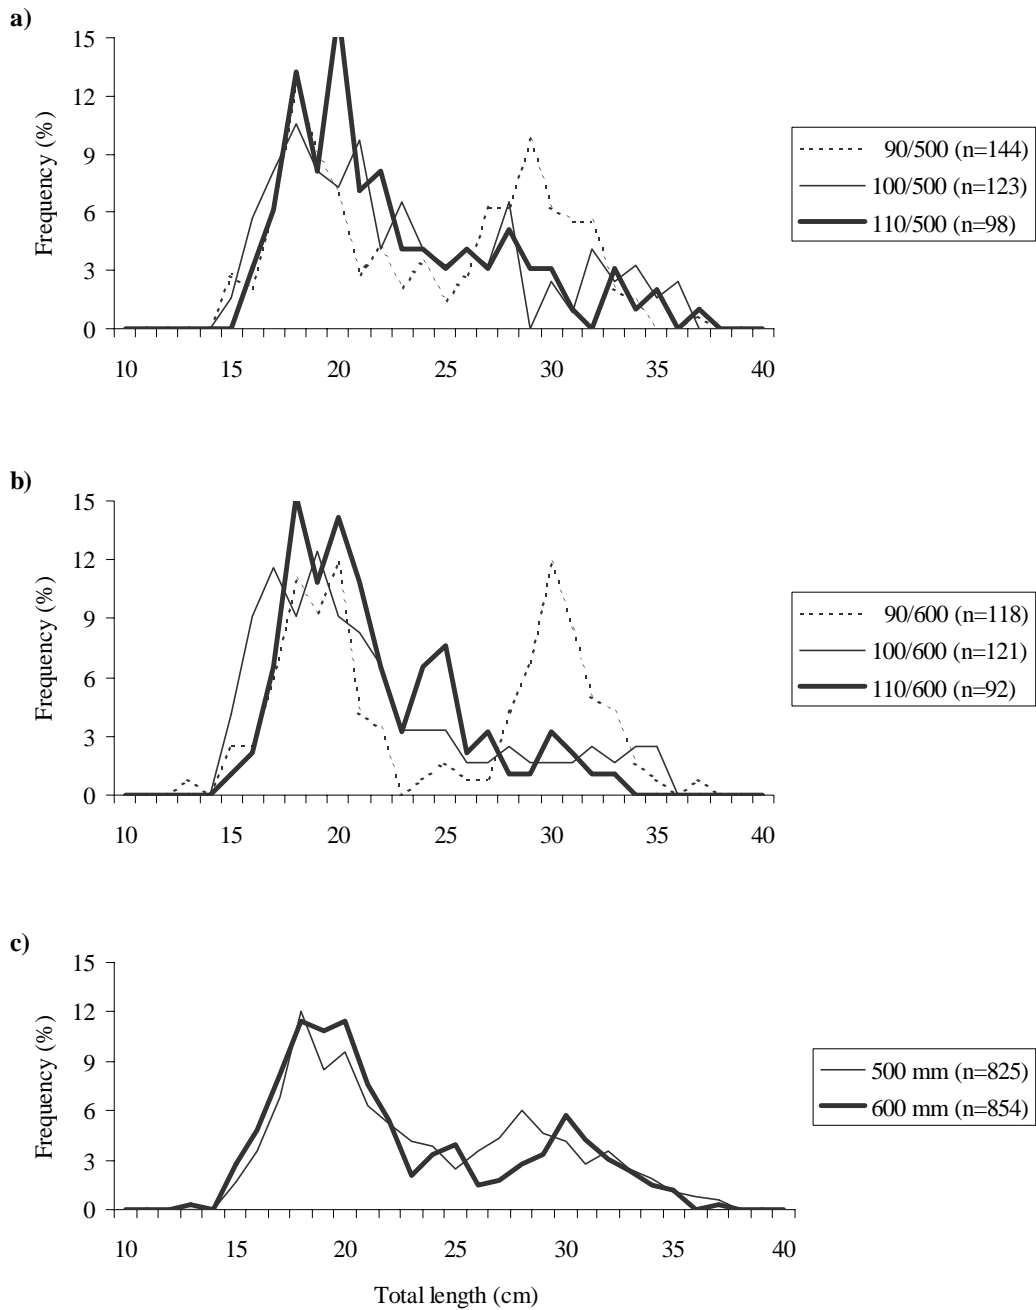 a)
15
12
9
6
3
0
Frequency (%)
10 15 20 25 30 35 40
90/500 (n=144)
100/500 (n=123)
110/500 (n=98)
b)
15
12
9
6
3
0
Frequency (%)
10 15 20 25 30 35 40
90/600 (n=118)
100/600 (n=121)
110/600 (n=92)
c)
15
12
9
6
3
0
Frequency (%)
10 15 20 25 30 35 40
Total length (cm)
500 mm (n=825)
600 mm (n=854)